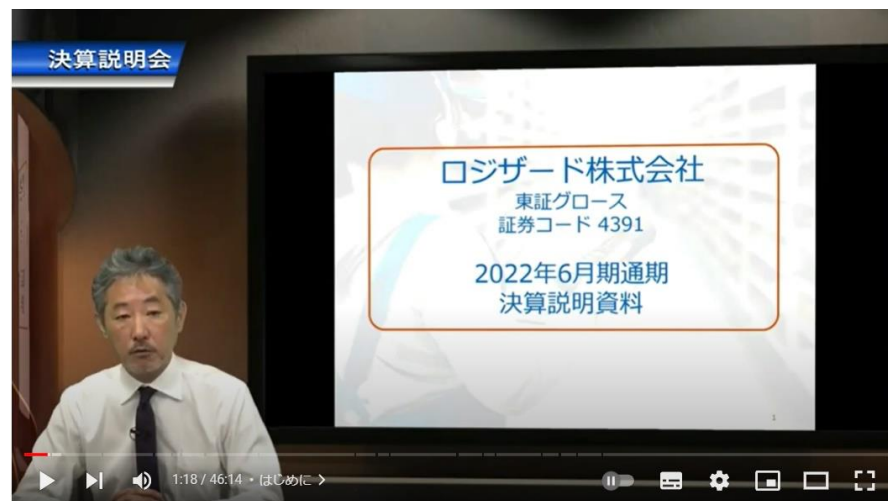 決算説明会
ロジザード株式会社
東証グロース
証券コード 4391
2022年6月期通期
決算説明資料
1
1:18 / 46:14 • はじめに